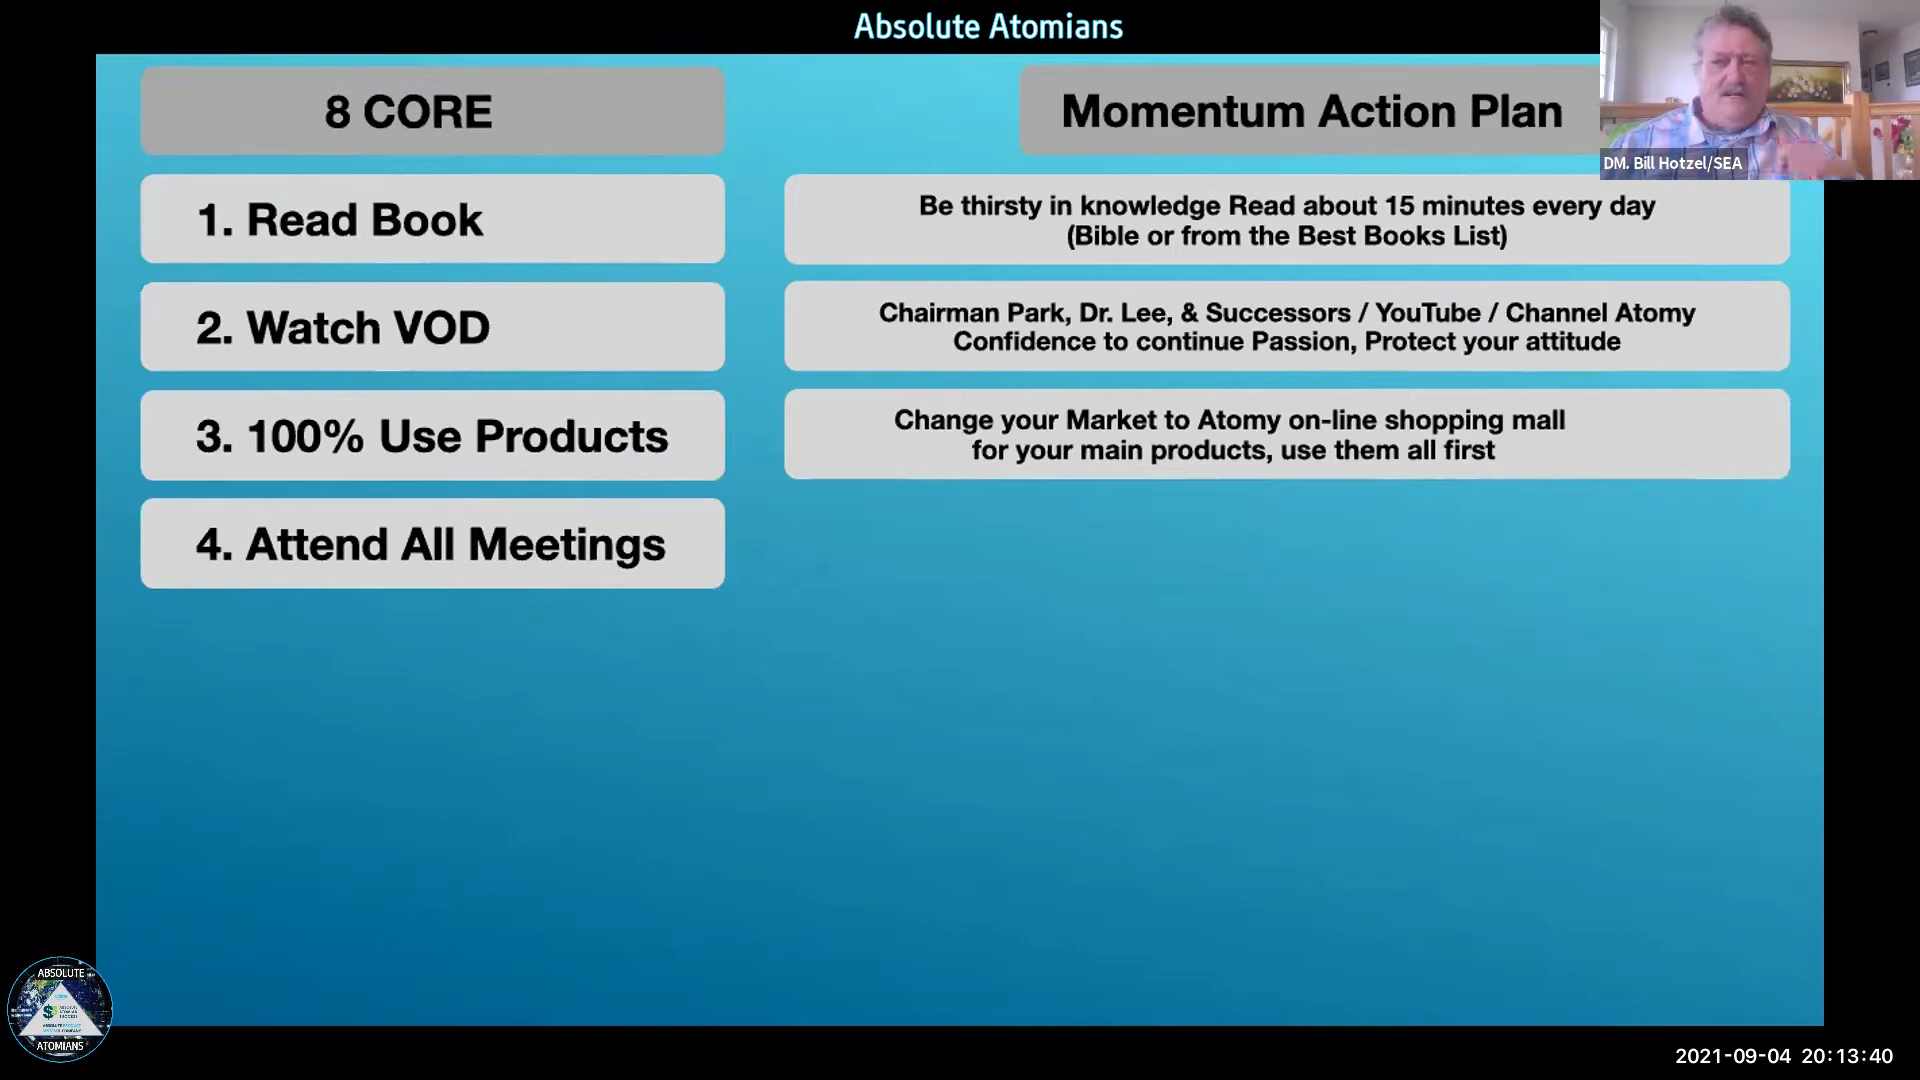 Absolute Atomians
8 CORE
Momentum Action Plan
DM. Bill Hotzel/SEA
1. Read Book
Be thirsty in knowledge Read about 15 minutes every day
(Bible or from the Best Books List)
2. Watch VOD
Chairman Park, Dr. Lee, & Successors / YouTube / Channel Atomy
Confidence to continue Passion, Protect your attitude
3. 100% Use Products
Change your Market to Atomy on-line shopping mall
for your main products, use them all first
4. Attend All Meetings
ABSOLUTE
ATOMIANS
2021-09-04 20:13:40